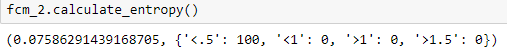 fcm_2.calculate_entropy()
(0.07586291439168705, {'<.5': 100, '<1': 0, '>1': 0, '>1.5': 0})